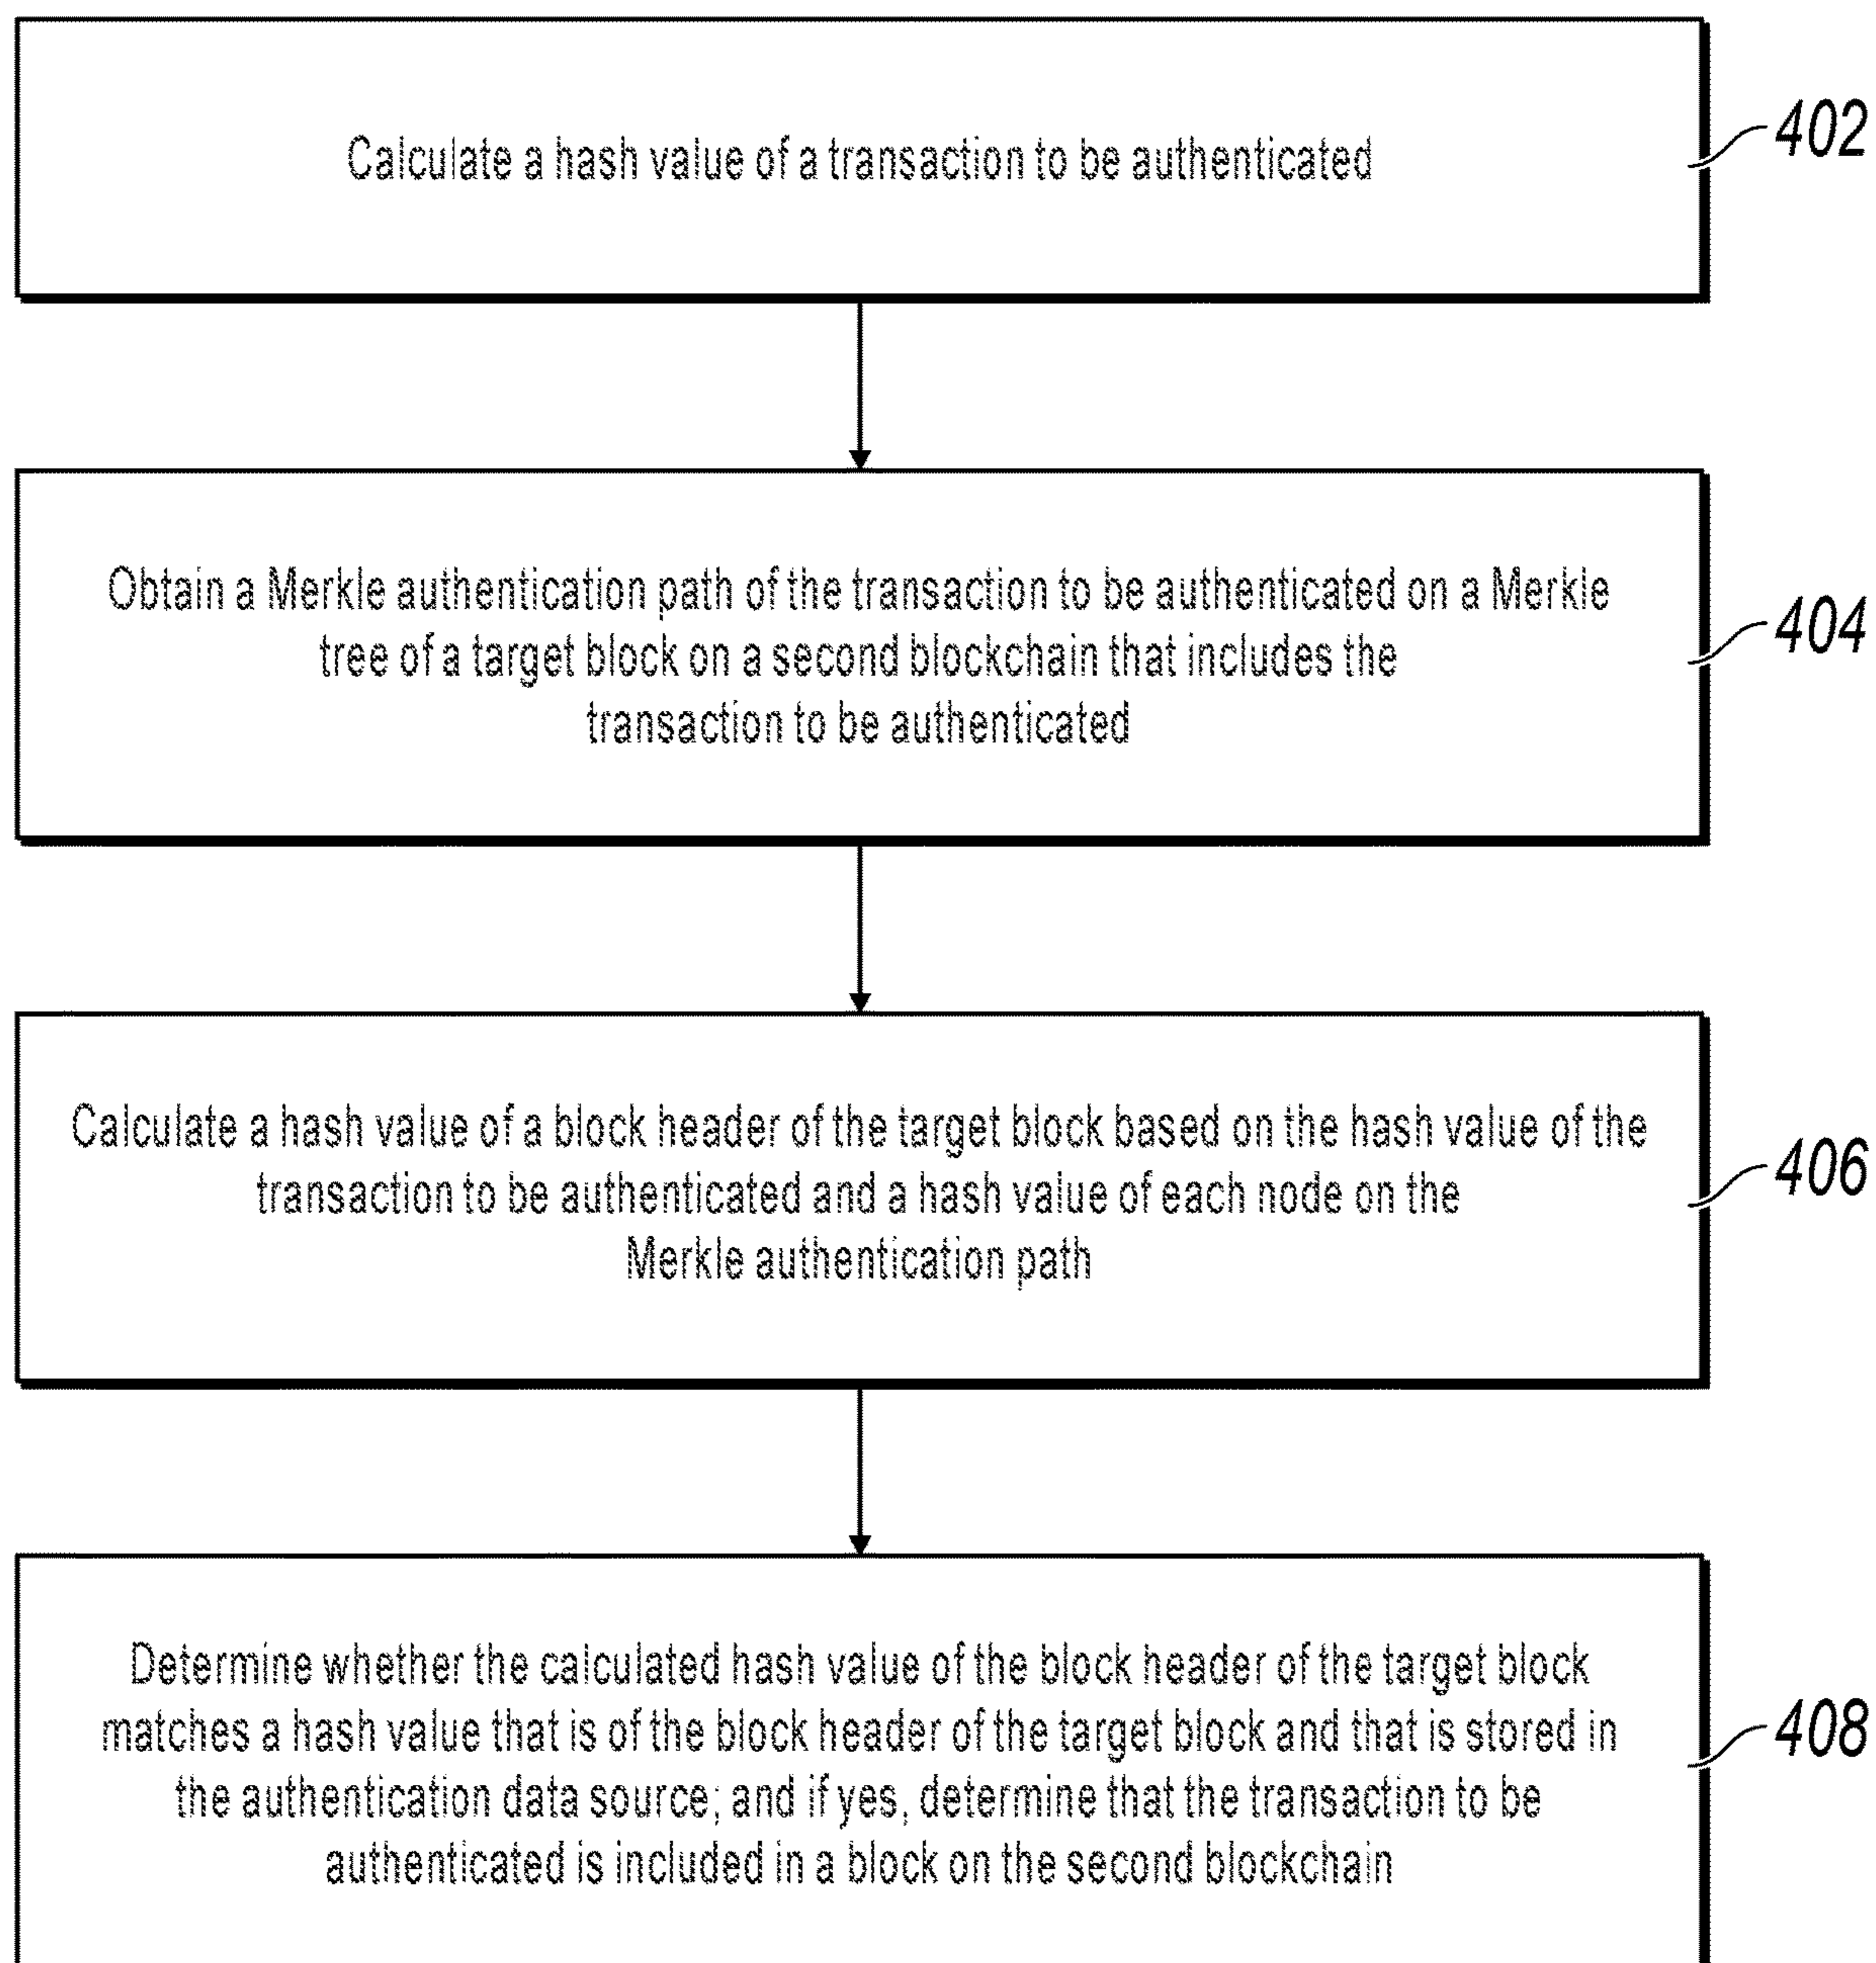 Calculate a hash value of a transaction to be authenticated
402
Obtain a Merkle authentication path of the transaction to be authenticated on a Merkle
tree of a target block on a second blockchain that includes the
transaction to be authenticated
404
Calculate a hash value of a block header of the target block based on the hash value of the
transaction to be authenticated and a hash value of each node on the
Merkle authentication path
406
Determine whether the calculated hash value of the block header of the target block
matches a hash value that is of the block header of the target block and that is stored in
the authentication data source; and if yes, determine that the transaction to be
authenticated is included in a block on the second blockchain
408